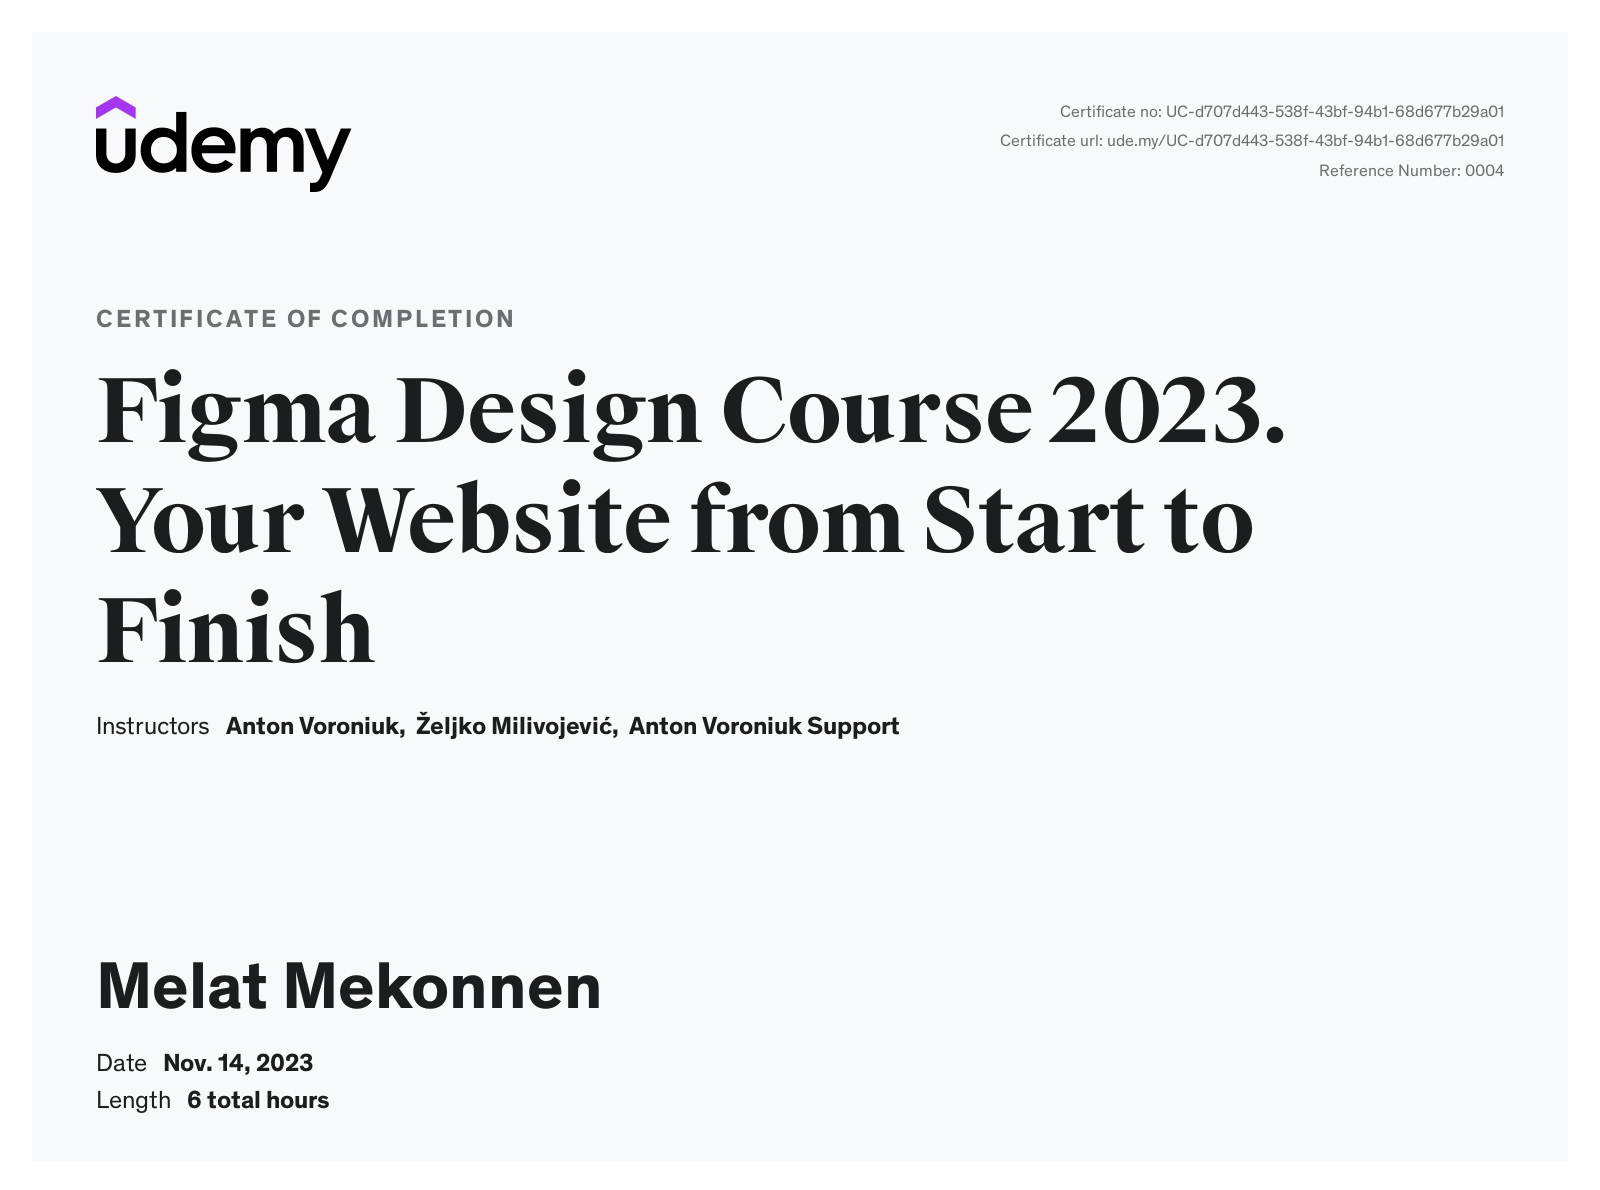 udemy
Certificate no: UC-d707d443-538f-43bf-94b1-68d677b29a01
Certificate url: ude.my/UC-d707d443-538f-43bf-94b1-68d677b29a01
Reference Number: 0004
CERTIFICATE OF COMPLETION
Figma Design Course 2023.
Your Website from Start to
Finish
Instructors Anton Voroniuk, Željko Milivojević, Anton Voroniuk Support
Melat Mekonnen
Date Nov. 14, 2023
Length 6 total hours